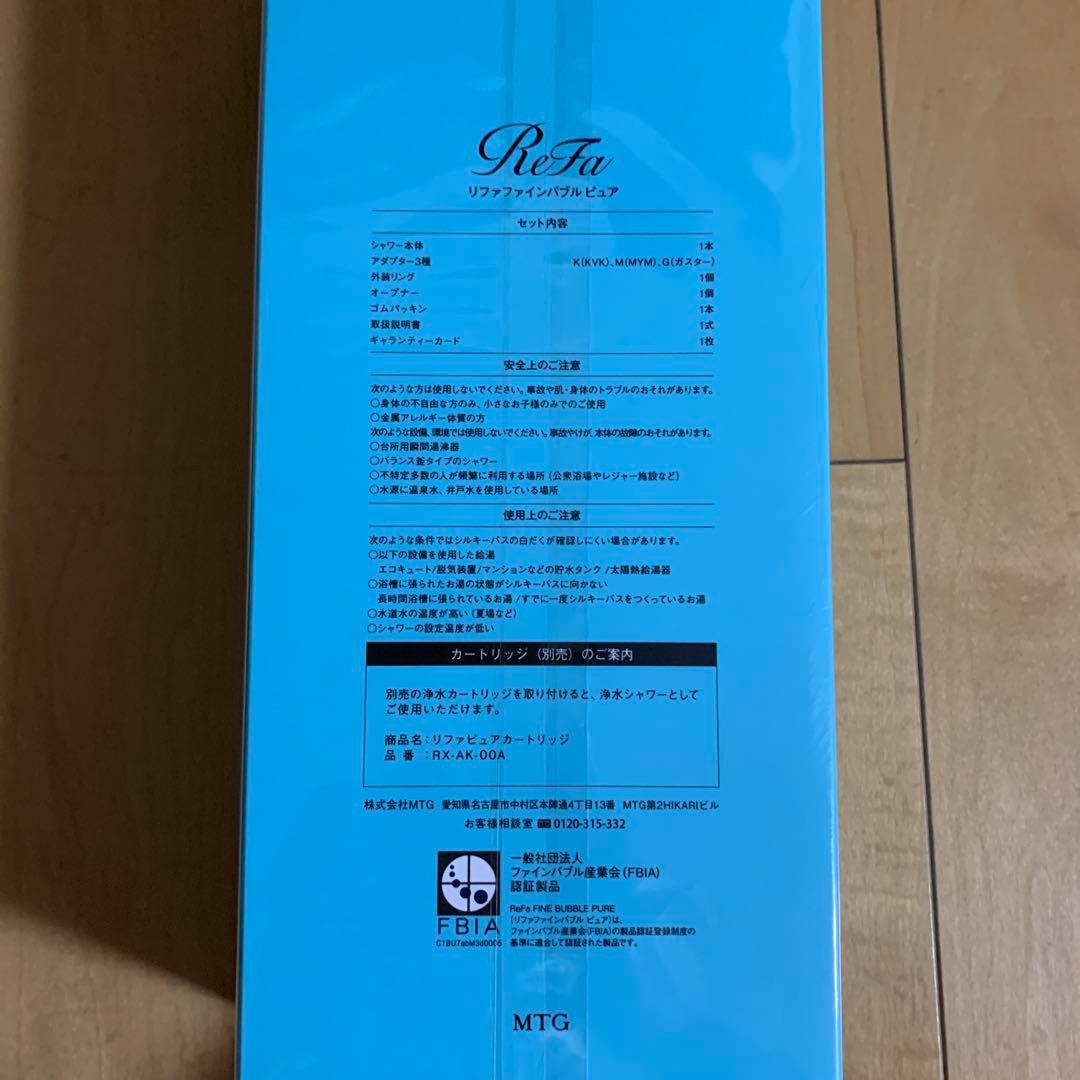 ReFa
リファファインバブル ピュア
セット内容
シャワー本体 1本
アダプター3種 K(KVK)、M(MYM)、G(ガスター)
外装リング 1個
オープナー 1個
ゴムパッキン 1本
取扱説明書 1式
ギャランティーカード 1枚
安全上のご注意
次のような方は使用しないでください。事故や肌・身体のトラブルのおそれがあります。
○身体の不自由な方のみ、小さなお子様のみでのご使用
○金属アレルギー体質の方
次のような設備、環境では使用しないでください。事故やけが、本体の故障のおそれがあります。
○台所用瞬間湯沸器
○バランス釜タイプのシャワー
○不特定多数の人が頻繁に利用する場所(公衆浴場やレジャー施設など)
○水源に温泉水、井戸水を使用している場所
使用上のご注意
次のような条件ではシルキーバスの白だくが確認しにくい場合があります。
○以下の設備を使用した給湯
エコキュート/脱気装置/マンションなどの貯水タンク/太陽熱給湯器
○浴槽に張られたお湯の状態がシルキーバスに向かない
長時間浴槽に張られているお湯/すでに一度シルキーバスをつくっているお湯
○水道水の温度が高い(夏場など)
○シャワーの設定温度が低い
カートリッジ(別売)のご案内
別売の浄水カートリッジを取り付けると、浄水シャワーとして
ご使用いただけます。
商品名:リファピュアカートリッジ
品番:RX-AK-00A
株式会社MTG 愛知県名古屋市中村区本陣通4丁目13番 MTG第2HIKARIビル
お客様相談室 0120-315-332
一般社団法人
ファインバブル産業会(FBIA)
認証製品
FBIA
C1BU7abM3d0005
ReFa FINE BUBBLE PURE
(リファファインバブル ピュア)は、
ファインバブル産業会(FBIA)の製品認証登録制度の
基準に適合して認証された製品です。
MTG